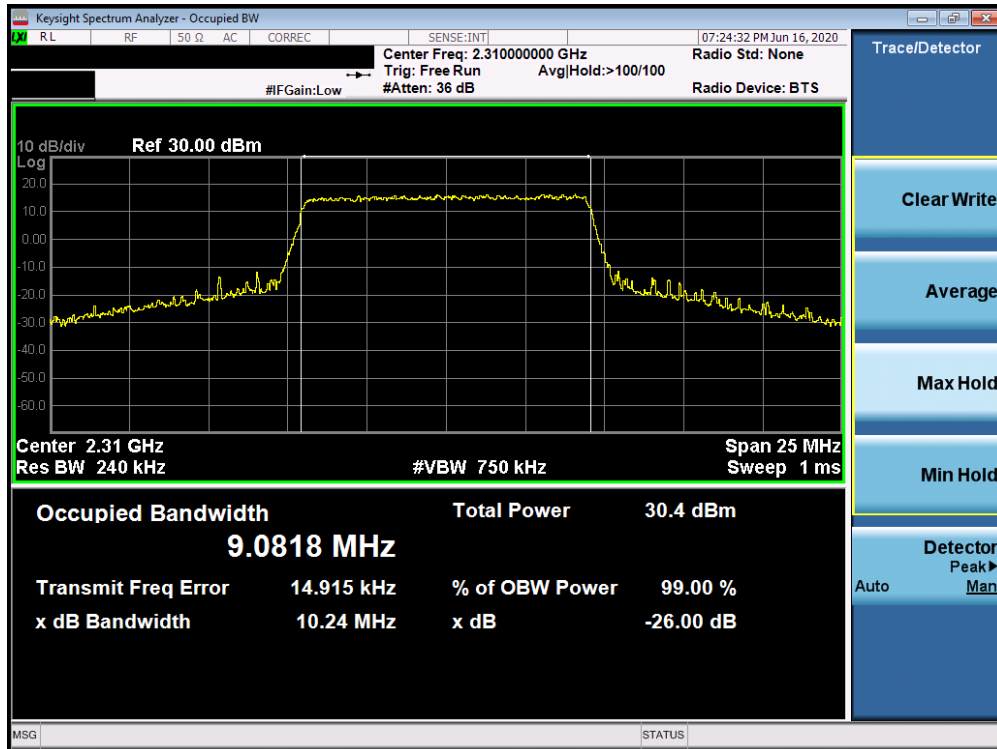 Keysight Spectrum Analyzer - Occupied BW
LXI RL RF 50 Ω AC CORREC SENSE:INT 07:24:32 PM Jun 16, 2020
Center Freq: 2.310000000 GHz Radio Std: None
Trig: Free Run Avg|Hold:>100/100
#IFGain:Low #Atten: 36 dB Radio Device: BTS
10 dB/div Ref 30.00 dBm
Log
20.0
10.0
0.00
-10.0
-20.0
-30.0
-40.0
-50.0
-60.0
Center 2.31 GHz Span 25 MHz
Res BW 240 kHz #VBW 750 kHz Sweep 1 ms
Occupied Bandwidth Total Power 30.4 dBm
9.0818 MHz
Transmit Freq Error 14.915 kHz % of OBW Power 99.00 %
x dB Bandwidth 10.24 MHz x dB -26.00 dB
MSG STATUS
Trace/Detector
Clear Write
Average
Max Hold
Min Hold
Detector
Peak▶
Auto Man